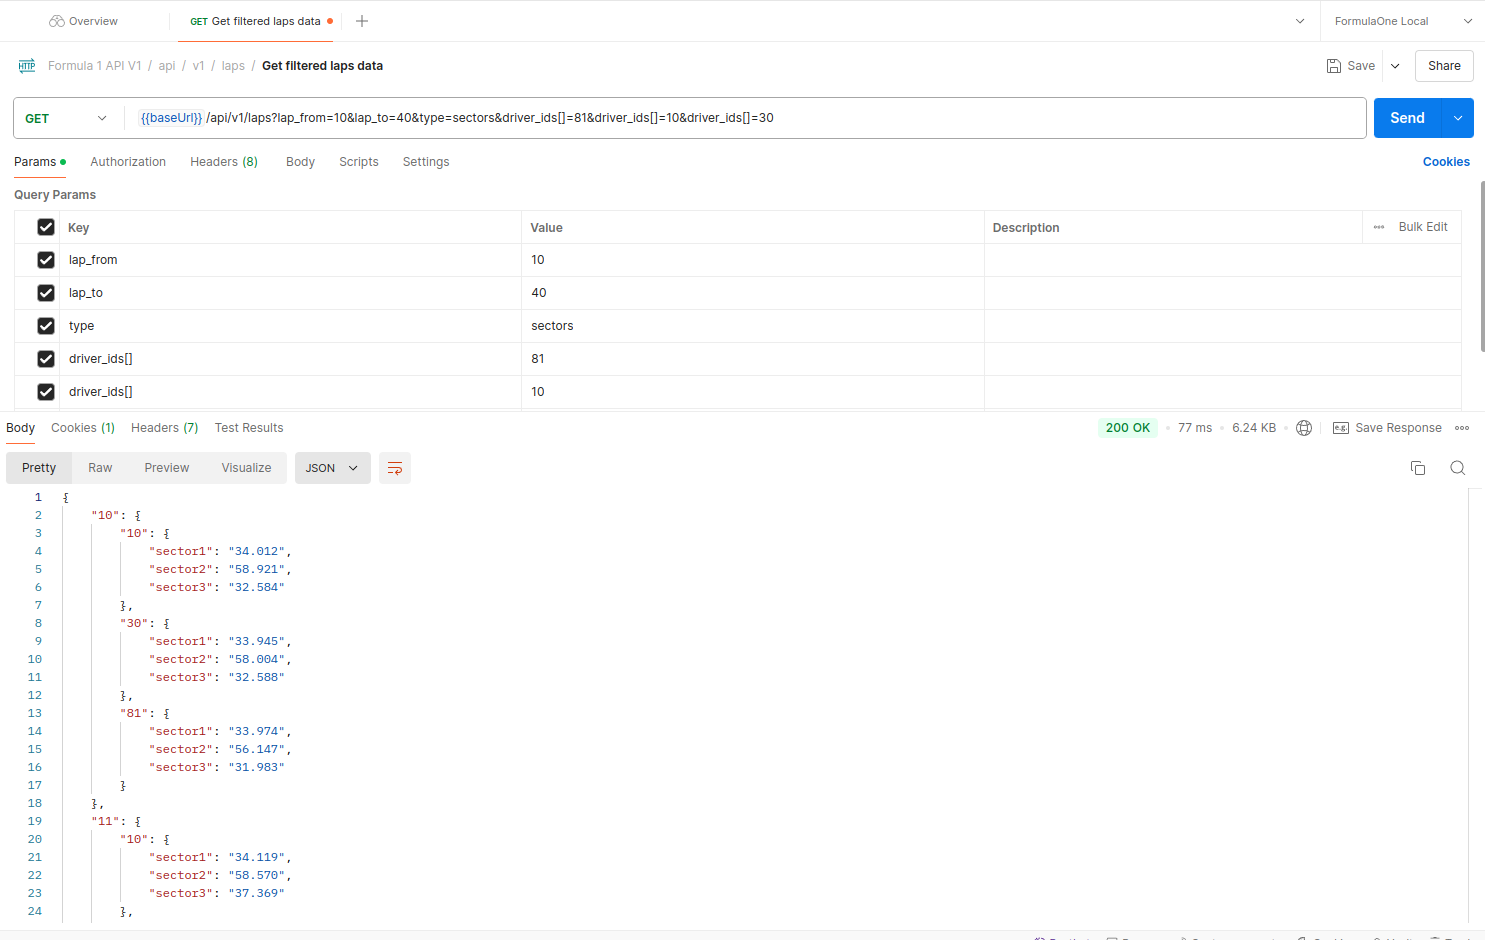 Overview
GET Get filtered laps data
FormulaOne Local
HTTP Formula 1 API V1 / api / v1 / laps / Get filtered laps data
Save
Share
GET
{{baseUrl}} /api/v1/laps?lap_from=10&lap_to=40&type=sectors&driver_ids[]=81&driver_ids[]=10&driver_ids[]=30
Send
Params Authorization Headers (8) Body Scripts Settings
Cookies
Query Params
Key Value Description Bulk Edit
lap_from 10
lap_to 40
type sectors
driver_ids[] 81
driver_ids[] 10
Body Cookies (1) Headers (7) Test Results
200 OK 77 ms 6.24 KB e.g. Save Response
Pretty Raw Preview Visualize JSON
1 {
2 "10": {
3 "10": {
4 "sector1": "34.012",
5 "sector2": "58.921",
6 "sector3": "32.584"
7 },
8 "30": {
9 "sector1": "33.945",
10 "sector2": "58.004",
11 "sector3": "32.588"
12 },
13 "81": {
14 "sector1": "33.974",
15 "sector2": "56.147",
16 "sector3": "31.983"
17 }
18 },
19 "11": {
20 "10": {
21 "sector1": "34.119",
22 "sector2": "58.570",
23 "sector3": "37.369"
24 },